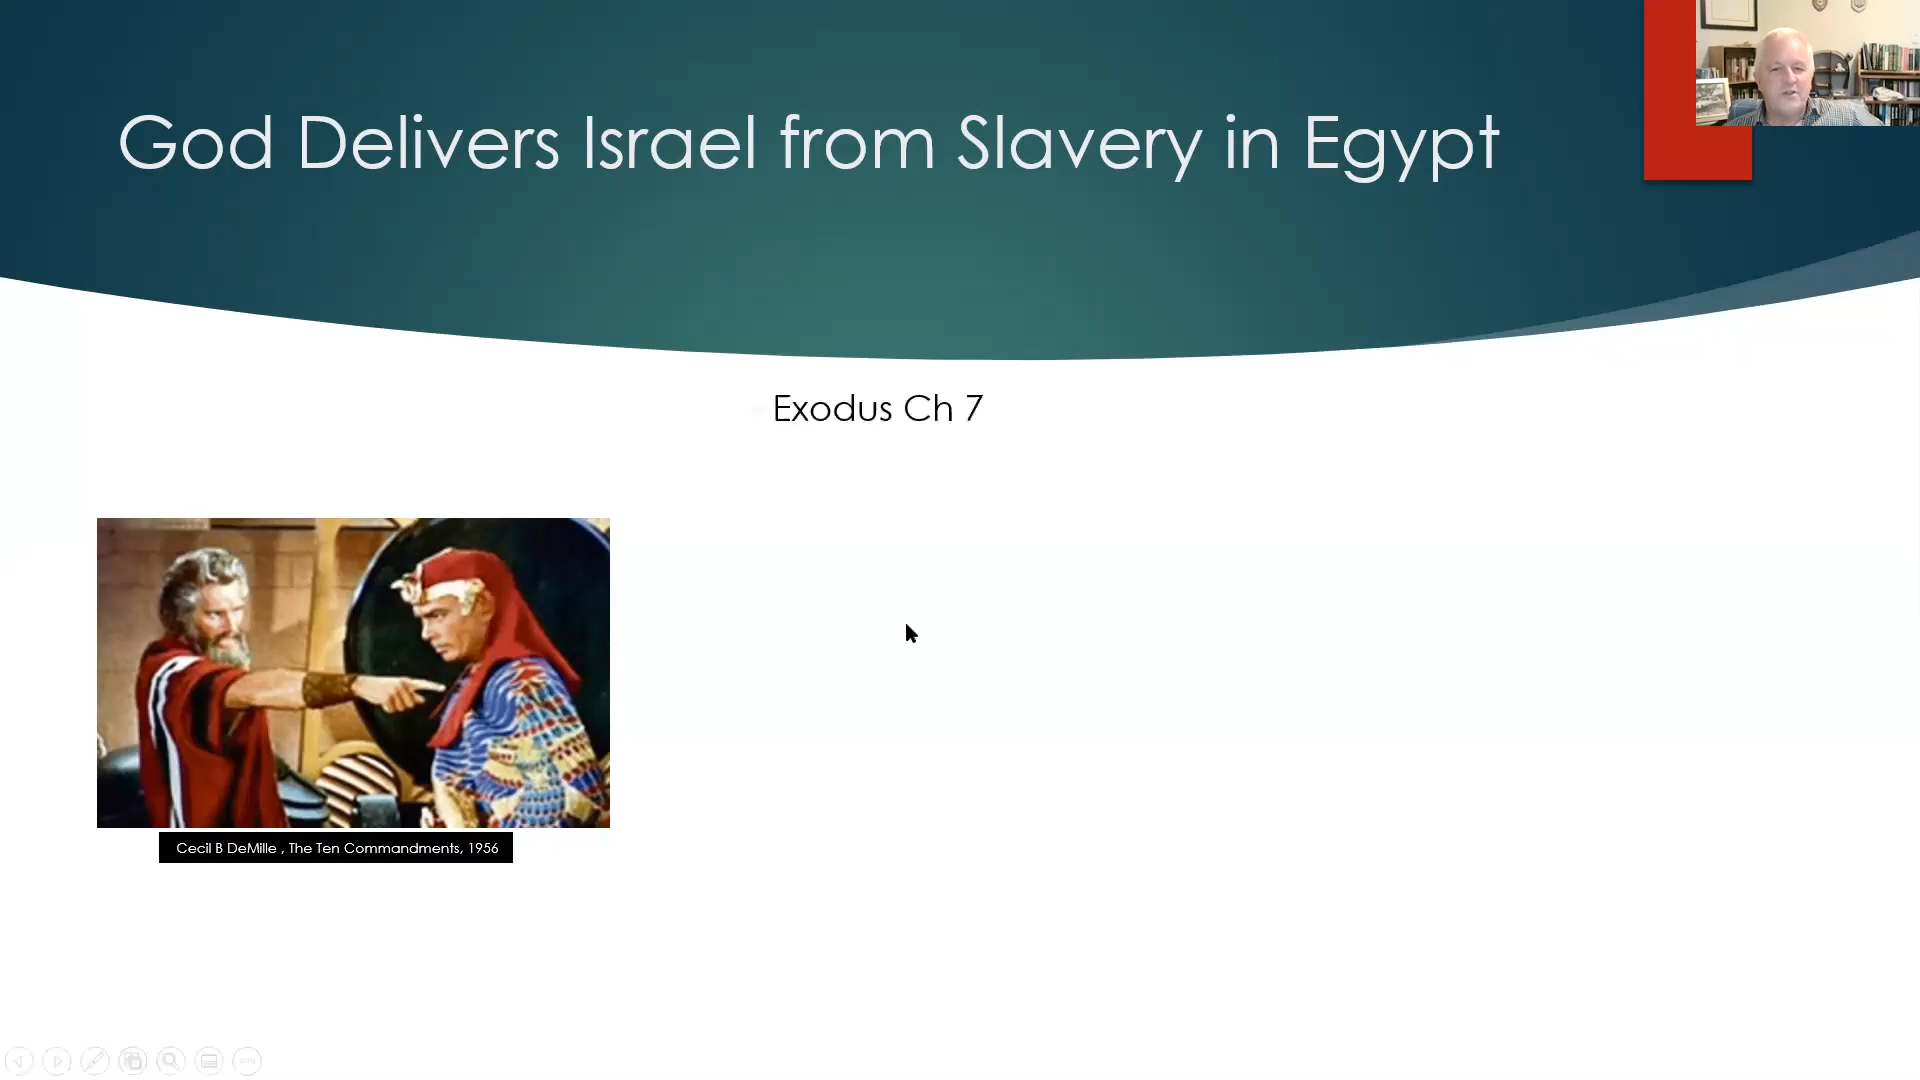 God Delivers Israel from Slavery in Egypt
Exodus Ch 7
Cecil B DeMille , The Ten Commandments, 1956